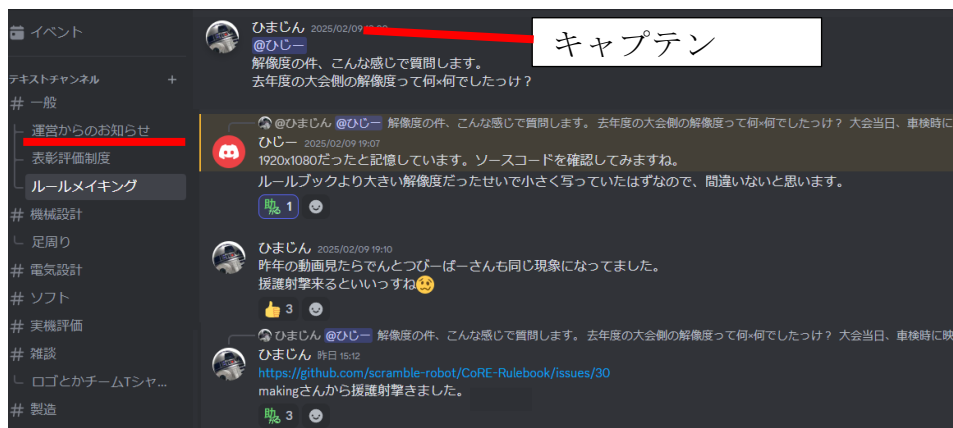 イベント
テキストチャンネル
一般
運営からのお知らせ
表彰評価制度
ルールメイキング
機械設計
足周り
電気設計
ソフト
実機評価
雑談
ロゴとかチームTシャ...
製造
ひまじん 2025/02/09
キャプテン
@ひじー
解像度の件、こんな感じで質問します。
去年度の大会側の解像度って何×何でしたっけ？
@ひまじん @ひじー 解像度の件、こんな感じで質問します。 去年度の大会側の解像度って何×何でしたっけ？ 大会当日、車検時に
ひじー 2025/02/09 19:07
1920x1080だったと記憶しています。ソースコードを確認してみますね。
ルールブックより大きい解像度だったせいで小さく写っていたはずなので、間違いないと思います。
助かる 1
ひまじん 2025/02/09 19:10
昨年の動画見たらでんとつびーばーさんも同じ現象になってました。
援護射撃来るといいっすね🥴
👍 3
ひまじん @ひじー 解像度の件、こんな感じで質問します。 去年度の大会側の解像度って何×何でしたっけ？ 大会当日、車検時に映
ひまじん 昨日 15:12
https://github.com/scramble-robot/CoRE-Rulebook/issues/30
makingさんから援護射撃きました。
助かる 3